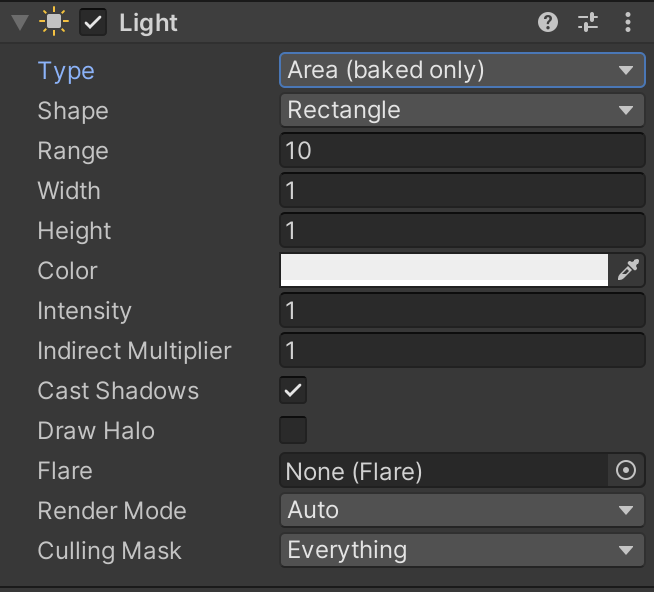 Light
Type Area (baked only)
Shape Rectangle
Range 10
Width 1
Height 1
Color
Intensity 1
Indirect Multiplier 1
Cast Shadows
Draw Halo
Flare None (Flare)
Render Mode Auto
Culling Mask Everything